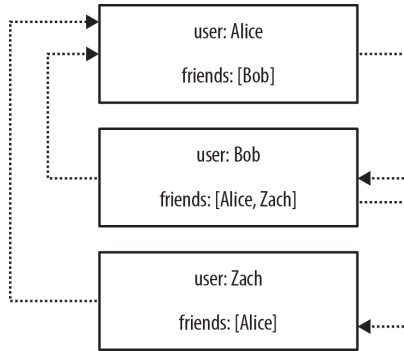 user: Alice
friends: [Bob]
user: Bob
friends: [Alice, Zach]
user: Zach
friends: [Alice]